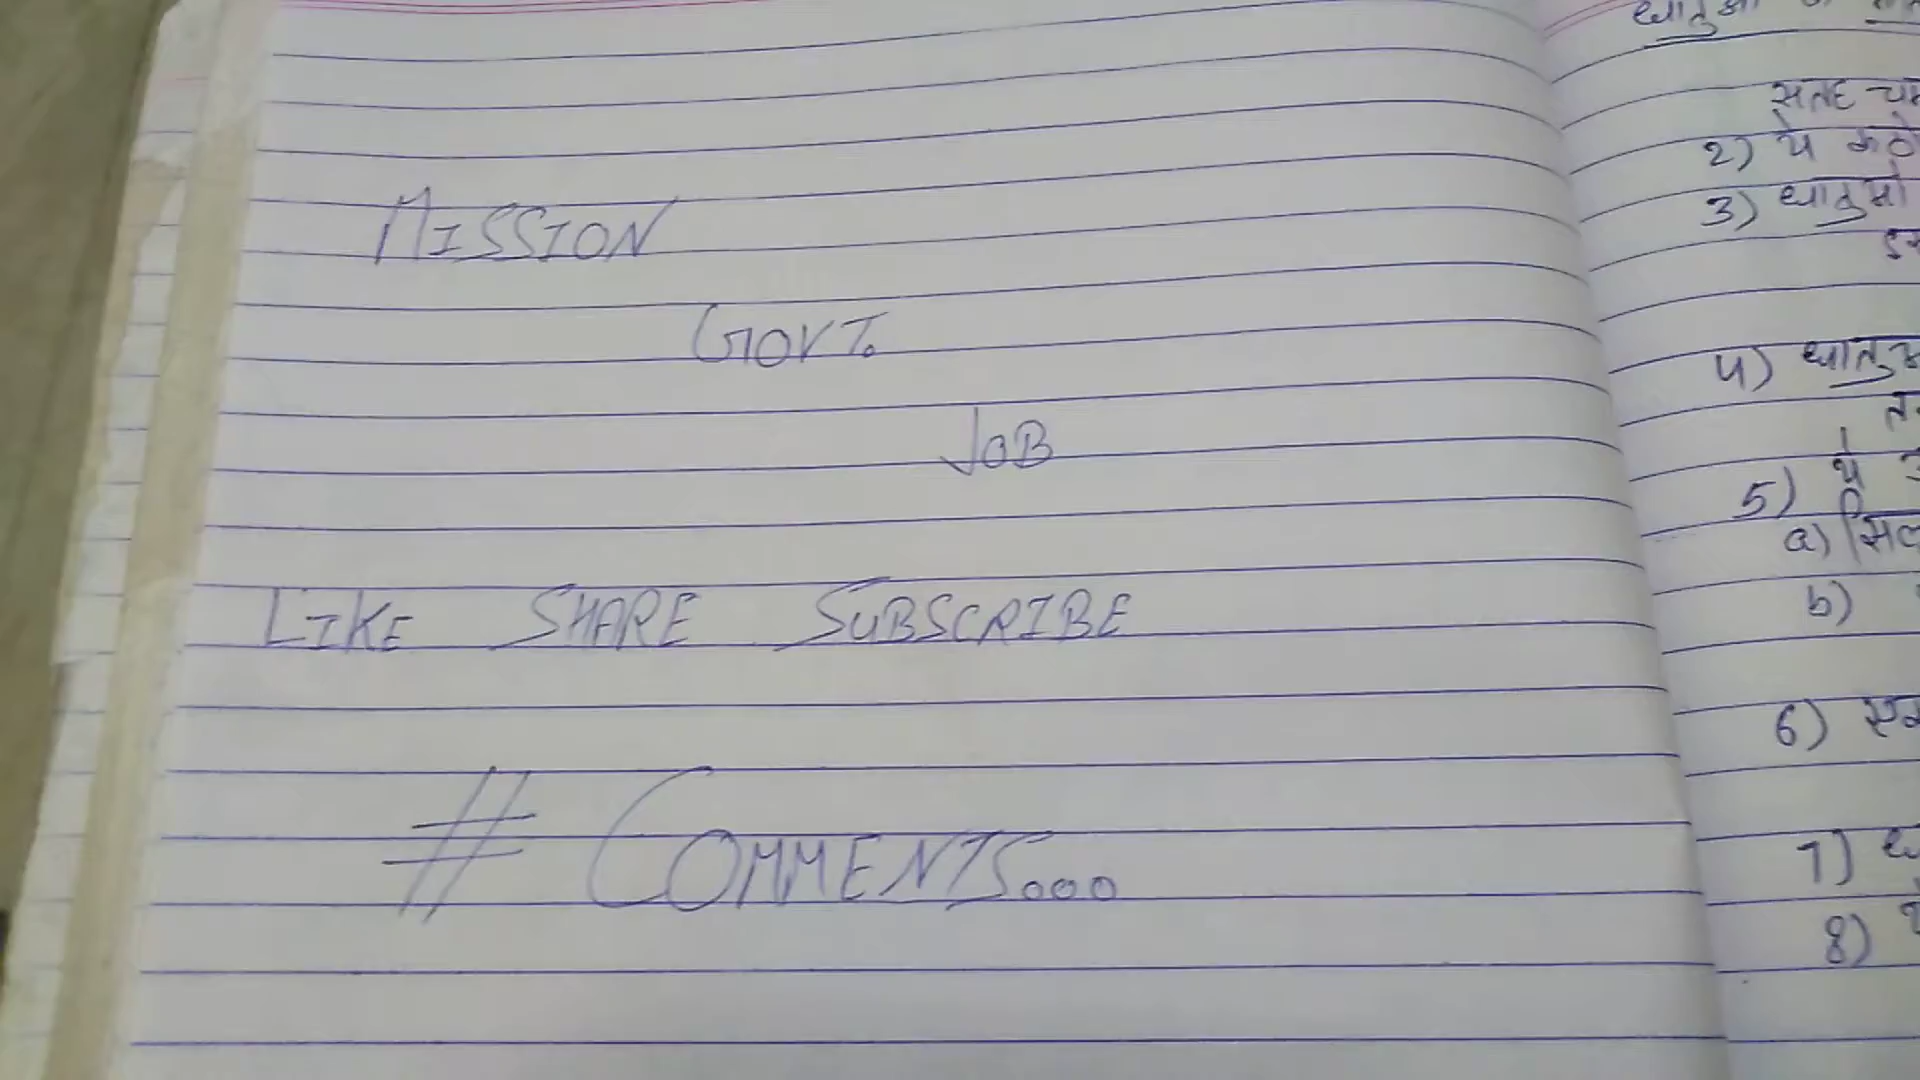 MISSION
GOVT.
JOB
LIKE SHARE SUBSCRIBE
# COMMENTS...
2) ये
3) धातुओ
4)
5) ये
a)
b)
6)
7)
8)